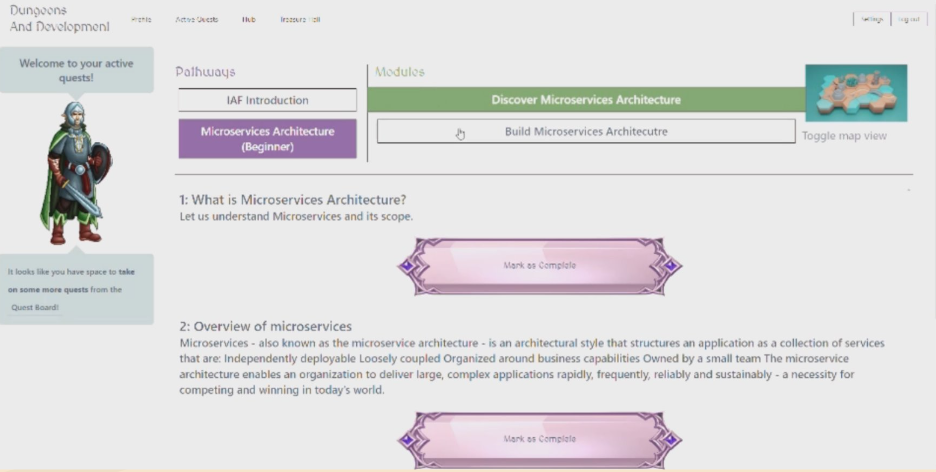 Dungeons
And Development
Profile
Active Quests
Hub
Treasure Hall
Settings
Log out
Welcome to your active
quests!
It looks like you have space to take
on some more quests from the
Quest Board!
Pathways
IAF Introduction
Microservices Architecture
(Beginner)
Modules
Discover Microservices Architecture
Build Microservices Architecutre
Toggle map view
1: What is Microservices Architecture?
Let us understand Microservices and its scope.
Mark as Complete
2: Overview of microservices
Microservices - also known as the microservice architecture - is an architectural style that structures an application as a collection of services
that are: Independently deployable Loosely coupled Organized around business capabilities Owned by a small team The microservice
architecture enables an organization to deliver large, complex applications rapidly, frequently, reliably and sustainably - a necessity for
competing and winning in today's world.
Mark as Complete